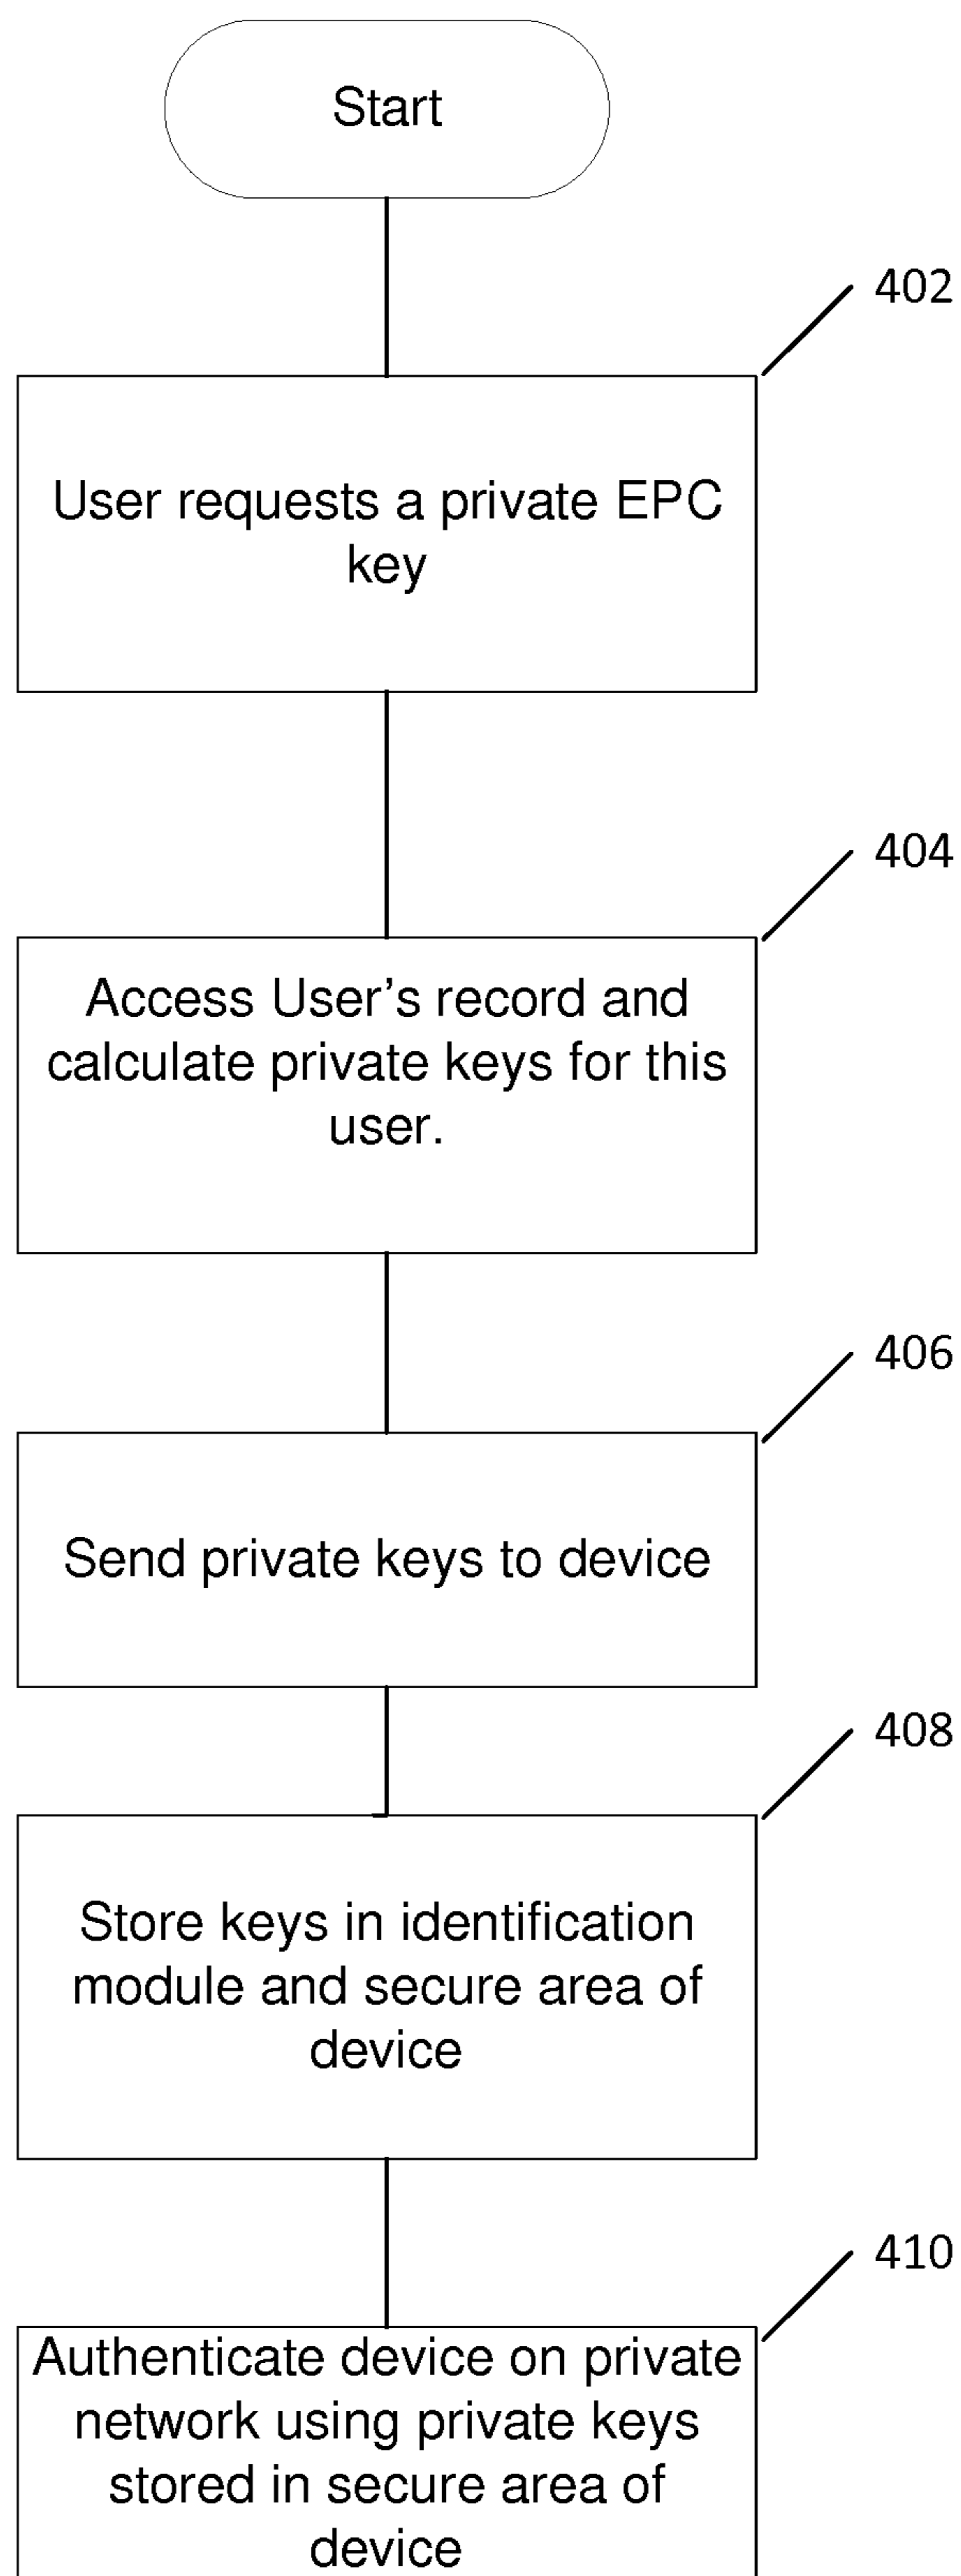 Start
402
User requests a private EPC
key
404
Access User’s record and
calculate private keys for this
user.
406
Send private keys to device
408
Store keys in identification
module and secure area of
device
410
Authenticate device on private
network using private keys
stored in secure area of
device